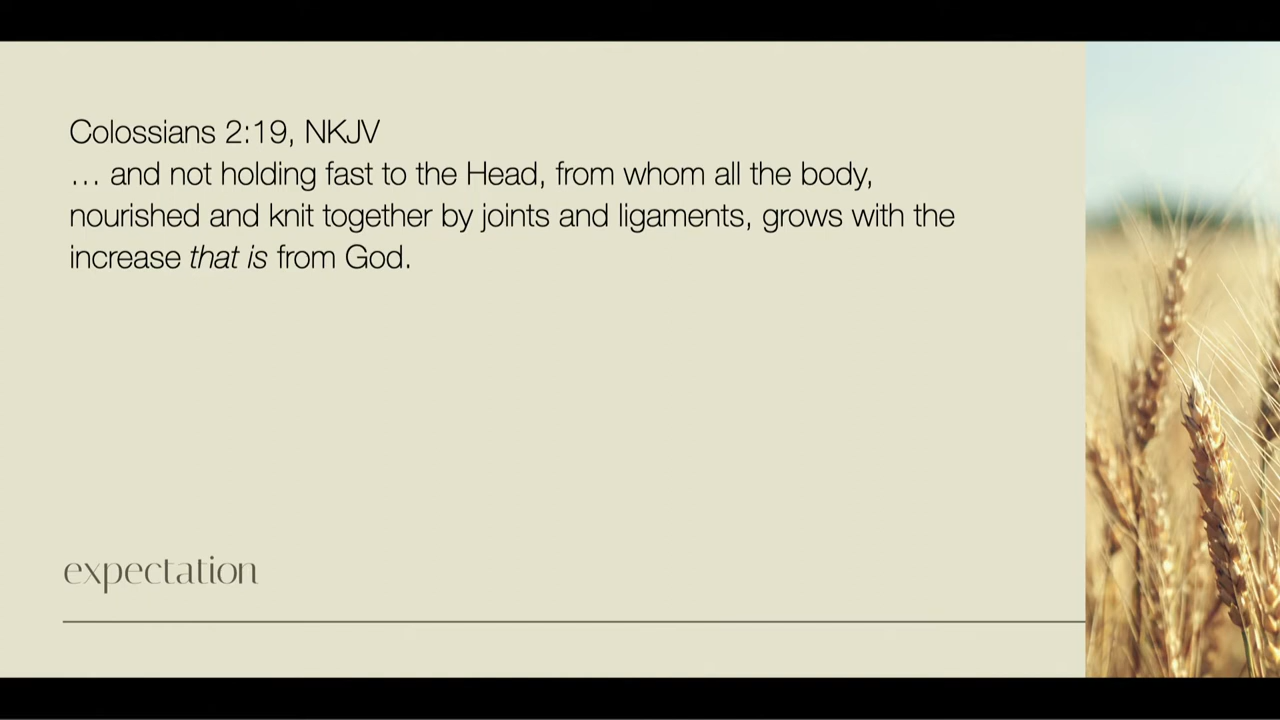 Colossians 2:19, NKJV
… and not holding fast to the Head, from whom all the body,
nourished and knit together by joints and ligaments, grows with the
increase that is from God.
expectation